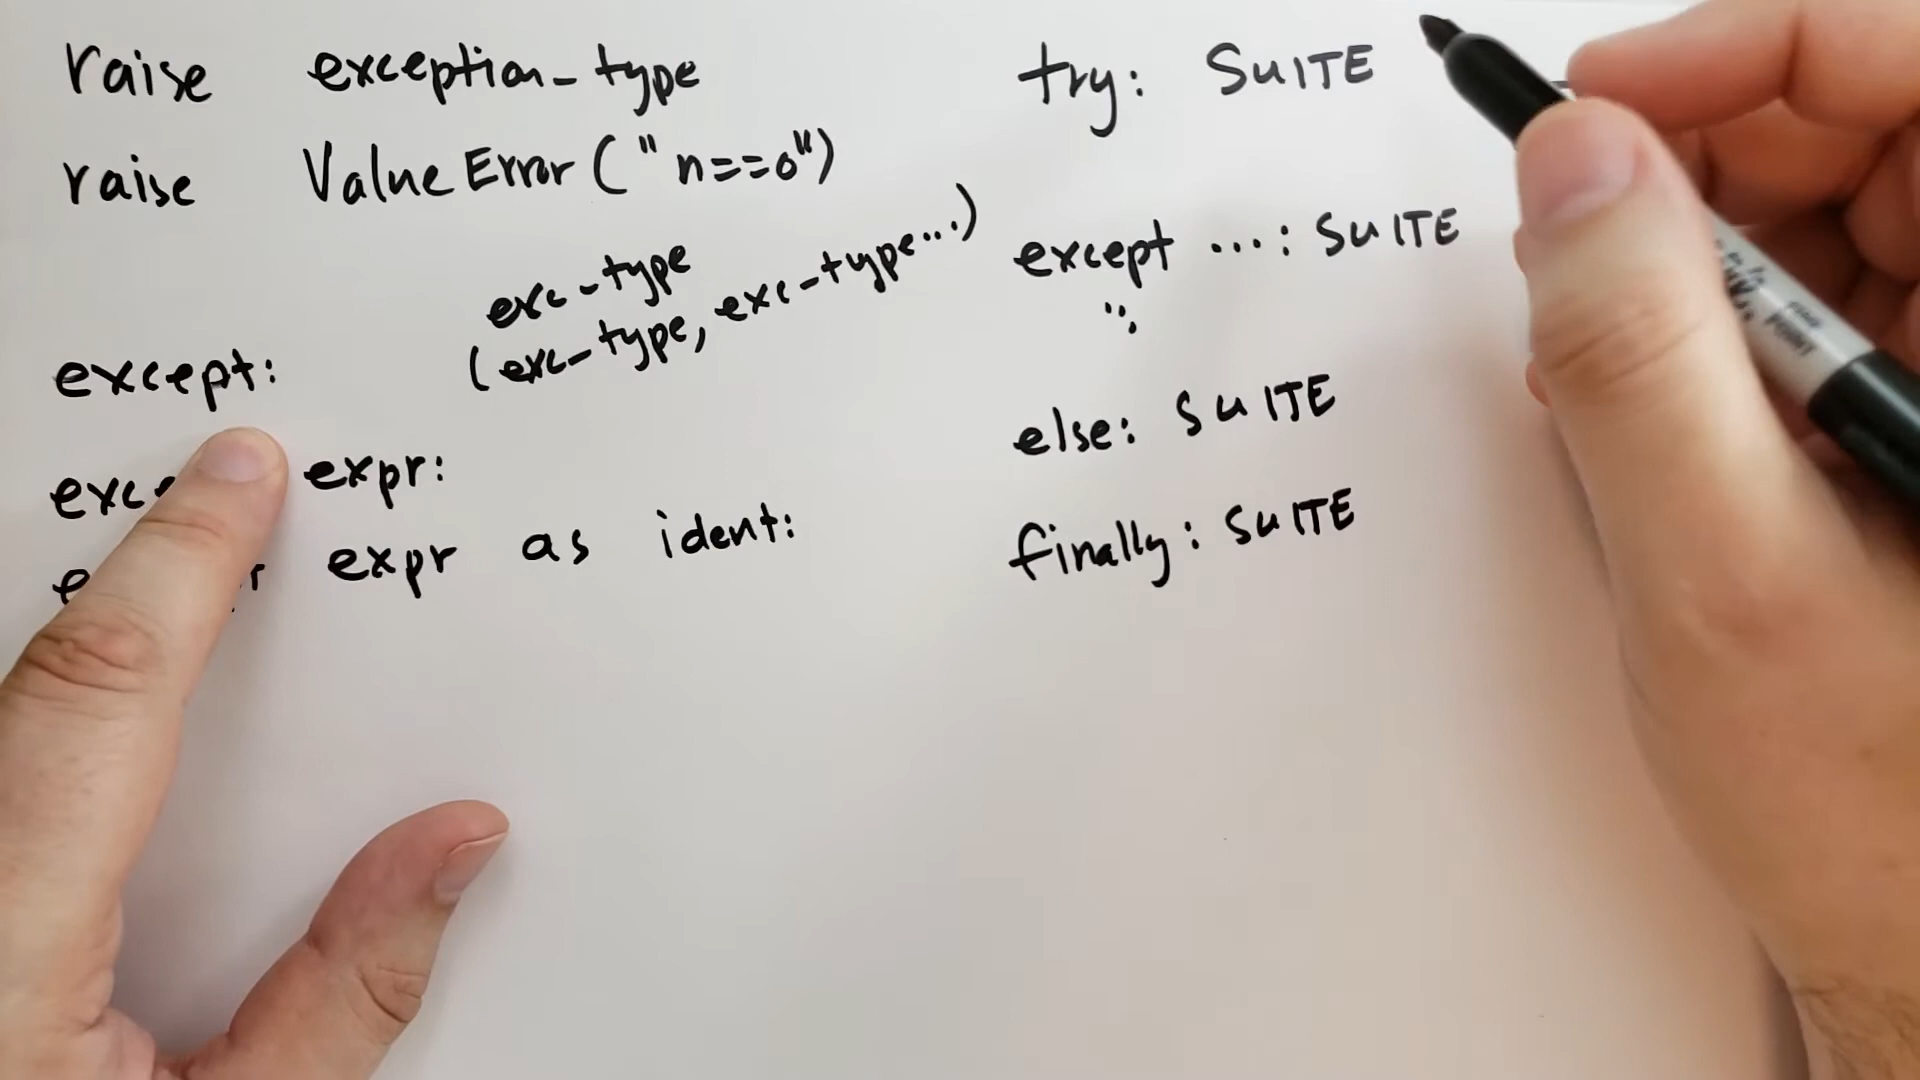 raise exception-type
raise ValueError("n==0")
exc-type
(exc-type, exc-type...)
except:
expr:
expr as ident:
try: SUITE
except ...: SUITE
else: SUITE
finally: SUITE